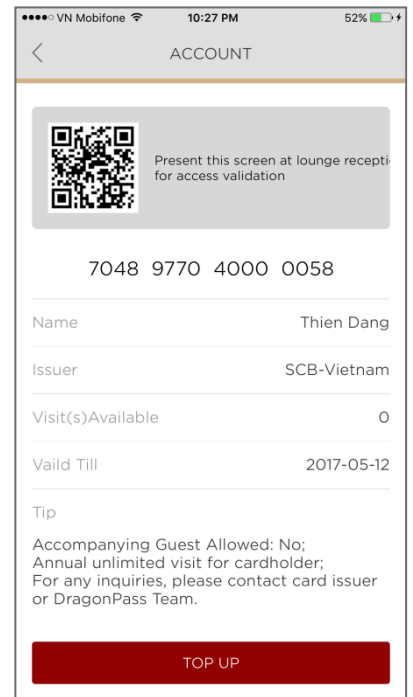 VN Mobifone 10:27 PM 52%
ACCOUNT
Present this screen at lounge recepti
for access validation
7048 9770 4000 0058
Name Thien Dang
Issuer SCB-Vietnam
Visit(s)Available 0
Vaild Till 2017-05-12
Tip
Accompanying Guest Allowed: No;
Annual unlimited visit for cardholder;
For any inquiries, please contact card issuer
or DragonPass Team.
TOP UP